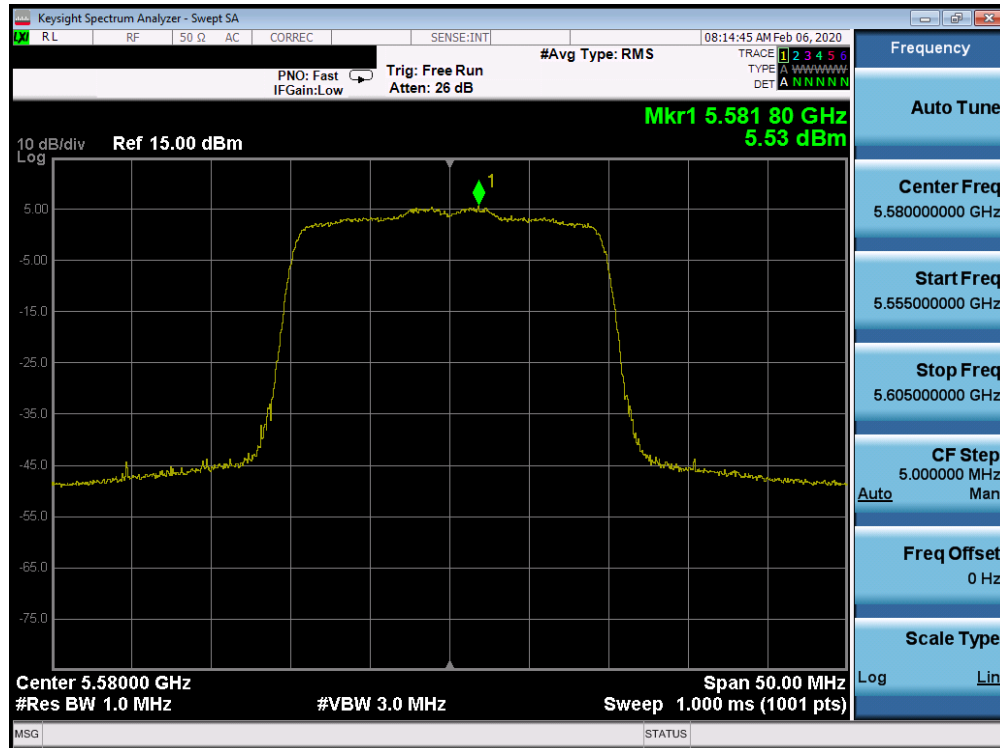 Keysight Spectrum Analyzer - Swept SA
LXI RL RF 50 Ω AC CORREC SENSE:INT 08:14:45 AM Feb 06, 2020
#Avg Type: RMS
TRACE 1 2 3 4 5 6
TYPE A WWWWW
DET A N N N N N
PNO: Fast
IFGain:Low
Trig: Free Run
Atten: 26 dB
Mkr1 5.581 80 GHz
5.53 dBm
10 dB/div Ref 15.00 dBm
Log
1
5.00
-5.00
-15.0
-25.0
-35.0
-45.0
-55.0
-65.0
-75.0
Center 5.58000 GHz Span 50.00 MHz
#Res BW 1.0 MHz #VBW 3.0 MHz Sweep 1.000 ms (1001 pts)
MSG STATUS
Frequency
Auto Tune
Center Freq
5.580000000 GHz
Start Freq
5.555000000 GHz
Stop Freq
5.605000000 GHz
CF Step
5.000000 MHz
Auto Man
Freq Offset
0 Hz
Scale Type
Log Lin